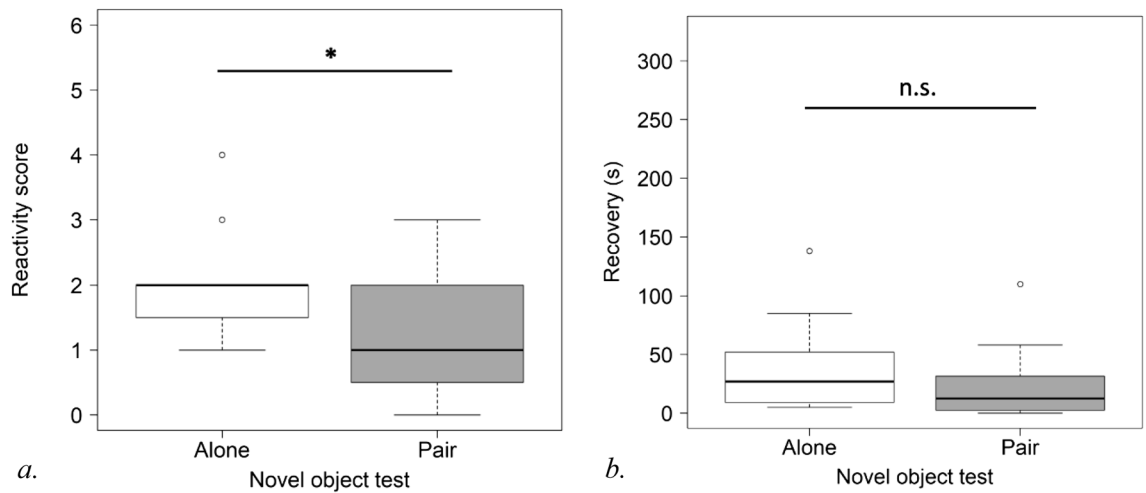 6
5
4
3
2
1
0
Reactivity score
*
Alone Pair
Novel object test
a.
300
250
200
150
100
50
0
Recovery (s)
n.s.
Alone Pair
Novel object test
b.